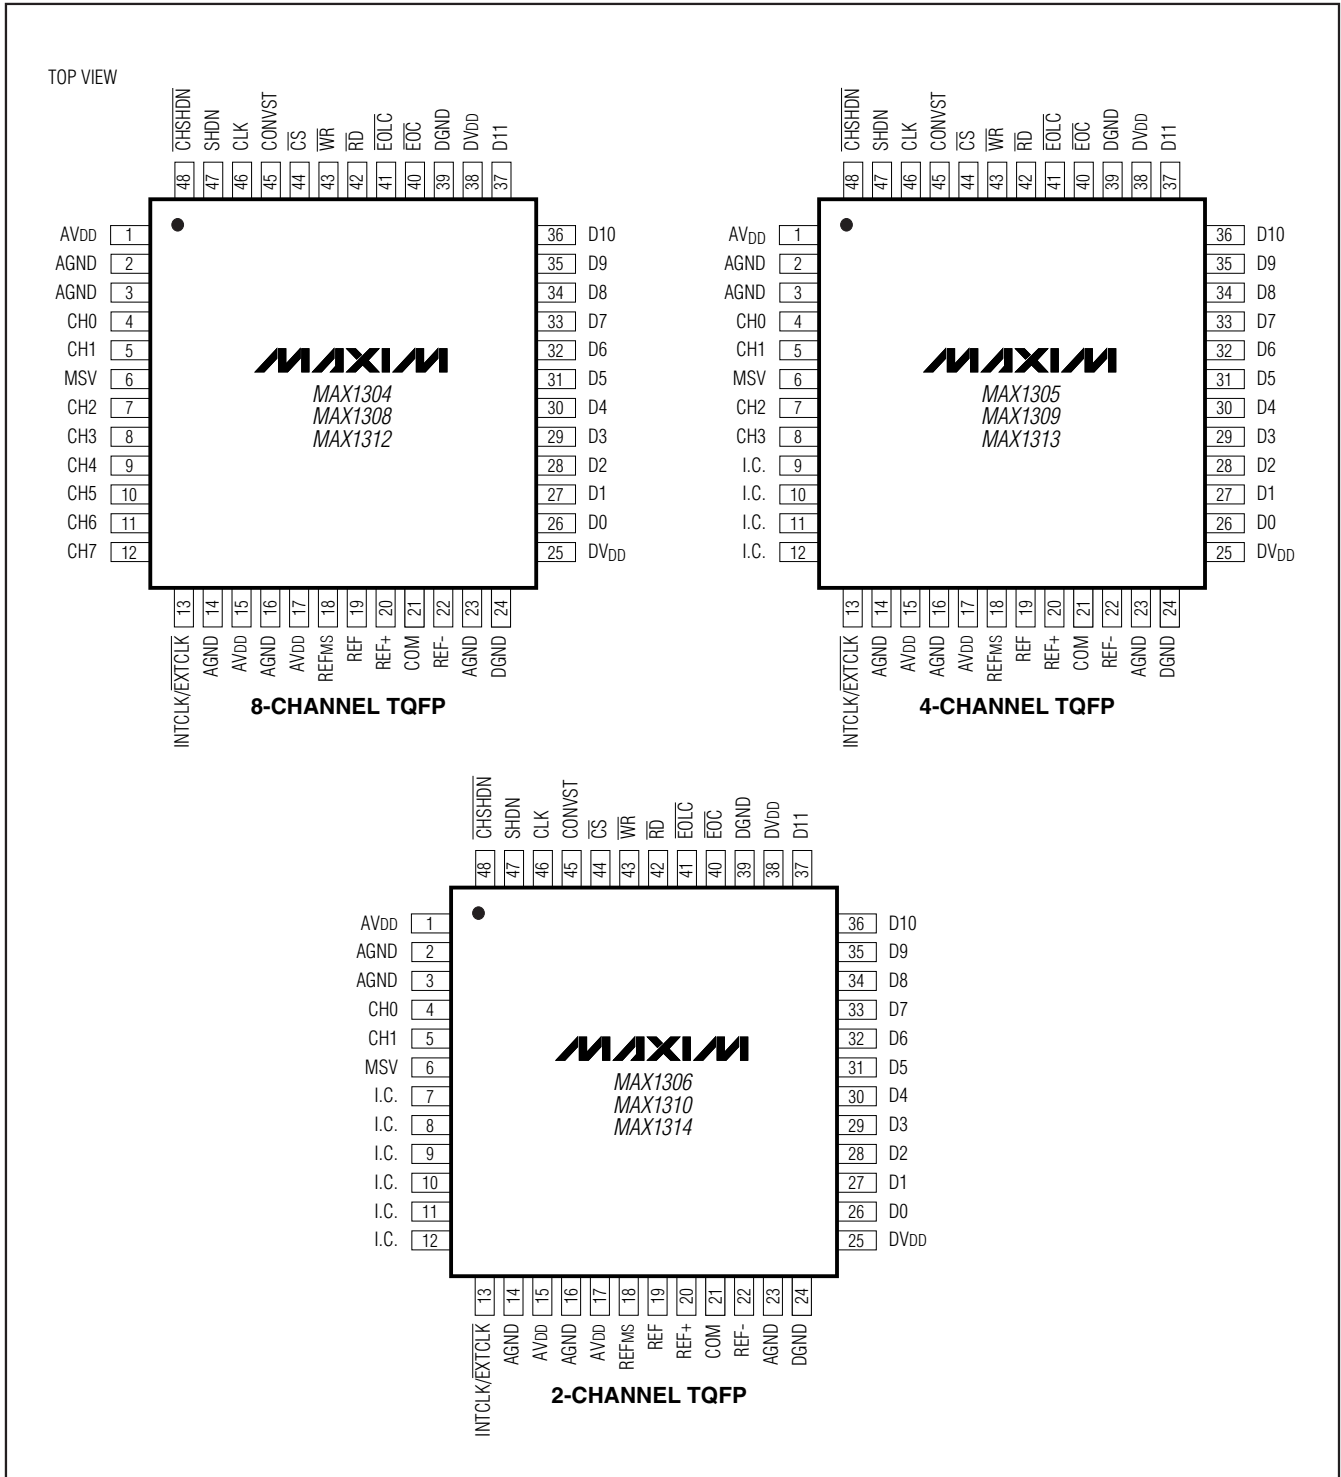 TOP VIEW
CHSHDN SHDN CLK CONVST CS WR RD EOLC EOC DGND DVDD D11
48 47 46 45 44 43 42 41 40 39 38 37
AVDD 1
AGND 2
AGND 3
CH0 4
CH1 5
MSV 6
CH2 7
CH3 8
CH4 9
CH5 10
CH6 11
CH7 12
MAXIM
MAX1304
MAX1308
MAX1312
36 D10
35 D9
34 D8
33 D7
32 D6
31 D5
30 D4
29 D3
28 D2
27 D1
26 D0
25 DVDD
13 14 15 16 17 18 19 20 21 22 23 24
INTCLK/EXTCLK AGND AVDD AGND AVDD REFMS REF REF+ COM REF- AGND DGND
8-CHANNEL TQFP
CHSHDN SHDN CLK CONVST CS WR RD EOLC EOC DGND DVDD D11
48 47 46 45 44 43 42 41 40 39 38 37
AVDD 1
AGND 2
AGND 3
CH0 4
CH1 5
MSV 6
CH2 7
CH3 8
I.C. 9
I.C. 10
I.C. 11
I.C. 12
MAXIM
MAX1305
MAX1309
MAX1313
36 D10
35 D9
34 D8
33 D7
32 D6
31 D5
30 D4
29 D3
28 D2
27 D1
26 D0
25 DVDD
13 14 15 16 17 18 19 20 21 22 23 24
INTCLK/EXTCLK AGND AVDD AGND AVDD REFMS REF REF+ COM REF- AGND DGND
4-CHANNEL TQFP
CHSHDN SHDN CLK CONVST CS WR RD EOLC EOC DGND DVDD D11
48 47 46 45 44 43 42 41 40 39 38 37
AVDD 1
AGND 2
AGND 3
CH0 4
CH1 5
MSV 6
I.C. 7
I.C. 8
I.C. 9
I.C. 10
I.C. 11
I.C. 12
MAXIM
MAX1306
MAX1310
MAX1314
36 D10
35 D9
34 D8
33 D7
32 D6
31 D5
30 D4
29 D3
28 D2
27 D1
26 D0
25 DVDD
13 14 15 16 17 18 19 20 21 22 23 24
INTCLK/EXTCLK AGND AVDD AGND AVDD REFMS REF REF+ COM REF- AGND DGND
2-CHANNEL TQFP